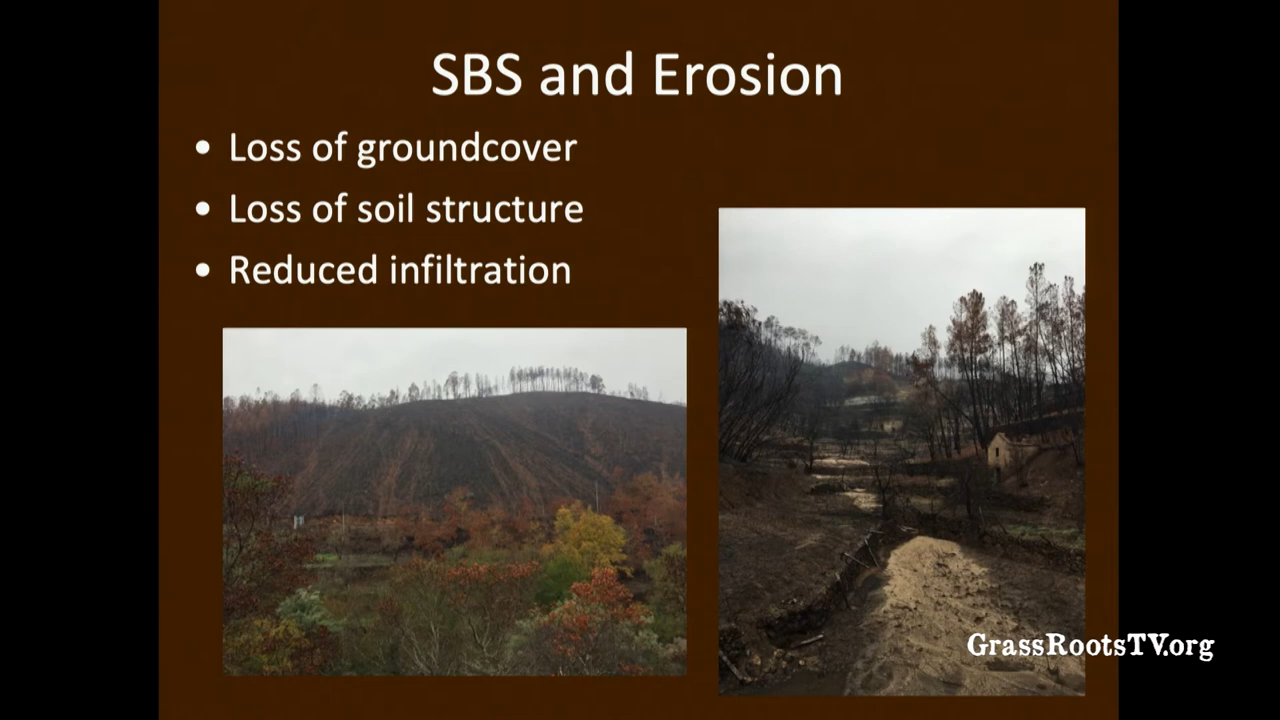 SBS and Erosion
• Loss of groundcover
• Loss of soil structure
• Reduced infiltration
GrassRootsTV.org